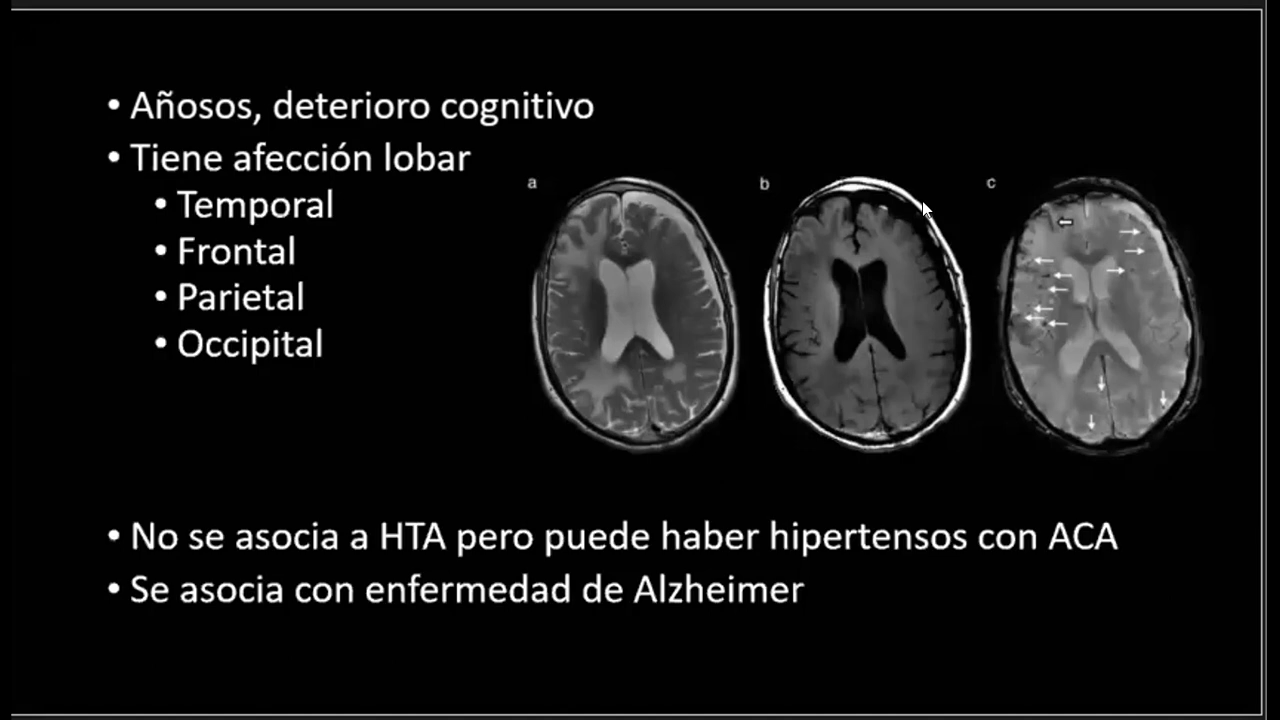 • Añosos, deterioro cognitivo
• Tiene afección lobar
• Temporal
• Frontal
• Parietal
• Occipital
a
b
c
• No se asocia a HTA pero puede haber hipertensos con ACA
• Se asocia con enfermedad de Alzheimer